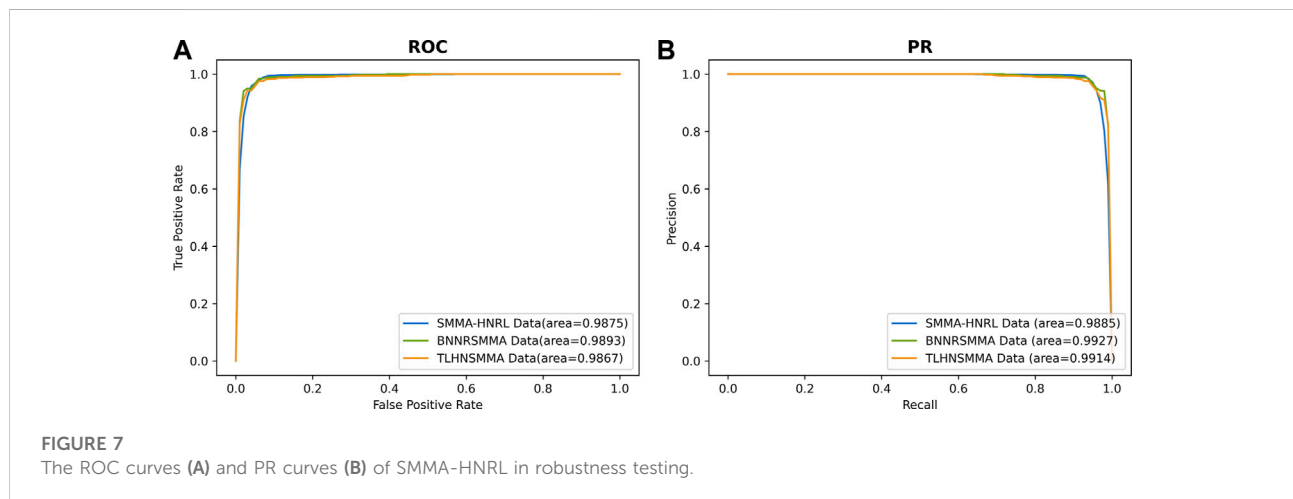 A
ROC
True Positive Rate
1.0
0.8
0.6
0.4
0.2
0.0
SMMA-HNRL Data(area=0.9875)
BNNRSMMA Data(area=0.9893)
TLHNSMMA Data(area=0.9867)
0.0 0.2 0.4 0.6 0.8 1.0
False Positive Rate
B
PR
Precision
1.0
0.8
0.6
0.4
0.2
0.0
SMMA-HNRL Data (area=0.9885)
BNNRSMMA Data (area=0.9927)
TLHNSMMA Data (area=0.9914)
0.0 0.2 0.4 0.6 0.8 1.0
Recall
FIGURE 7
The ROC curves (A) and PR curves (B) of SMMA-HNRL in robustness testing.